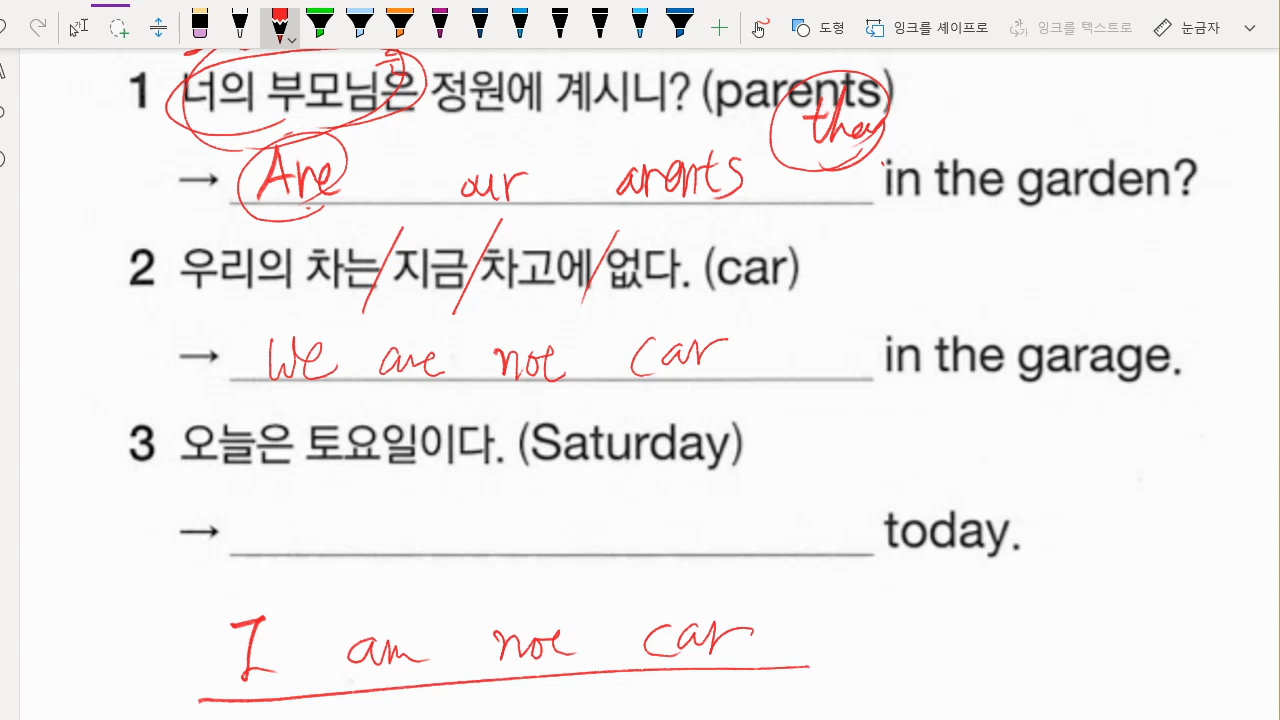 도형 잉크를 셰이프로 잉크를 텍스트로 눈금자
1 너의 부모님은 정원에 계시니? (parents)
they
→ Are our arents in the garden?
2 우리의 차는/지금/차고에/없다. (car)
→ We are not car in the garage.
3 오늘은 토요일이다. (Saturday)
→ today.
I am not car